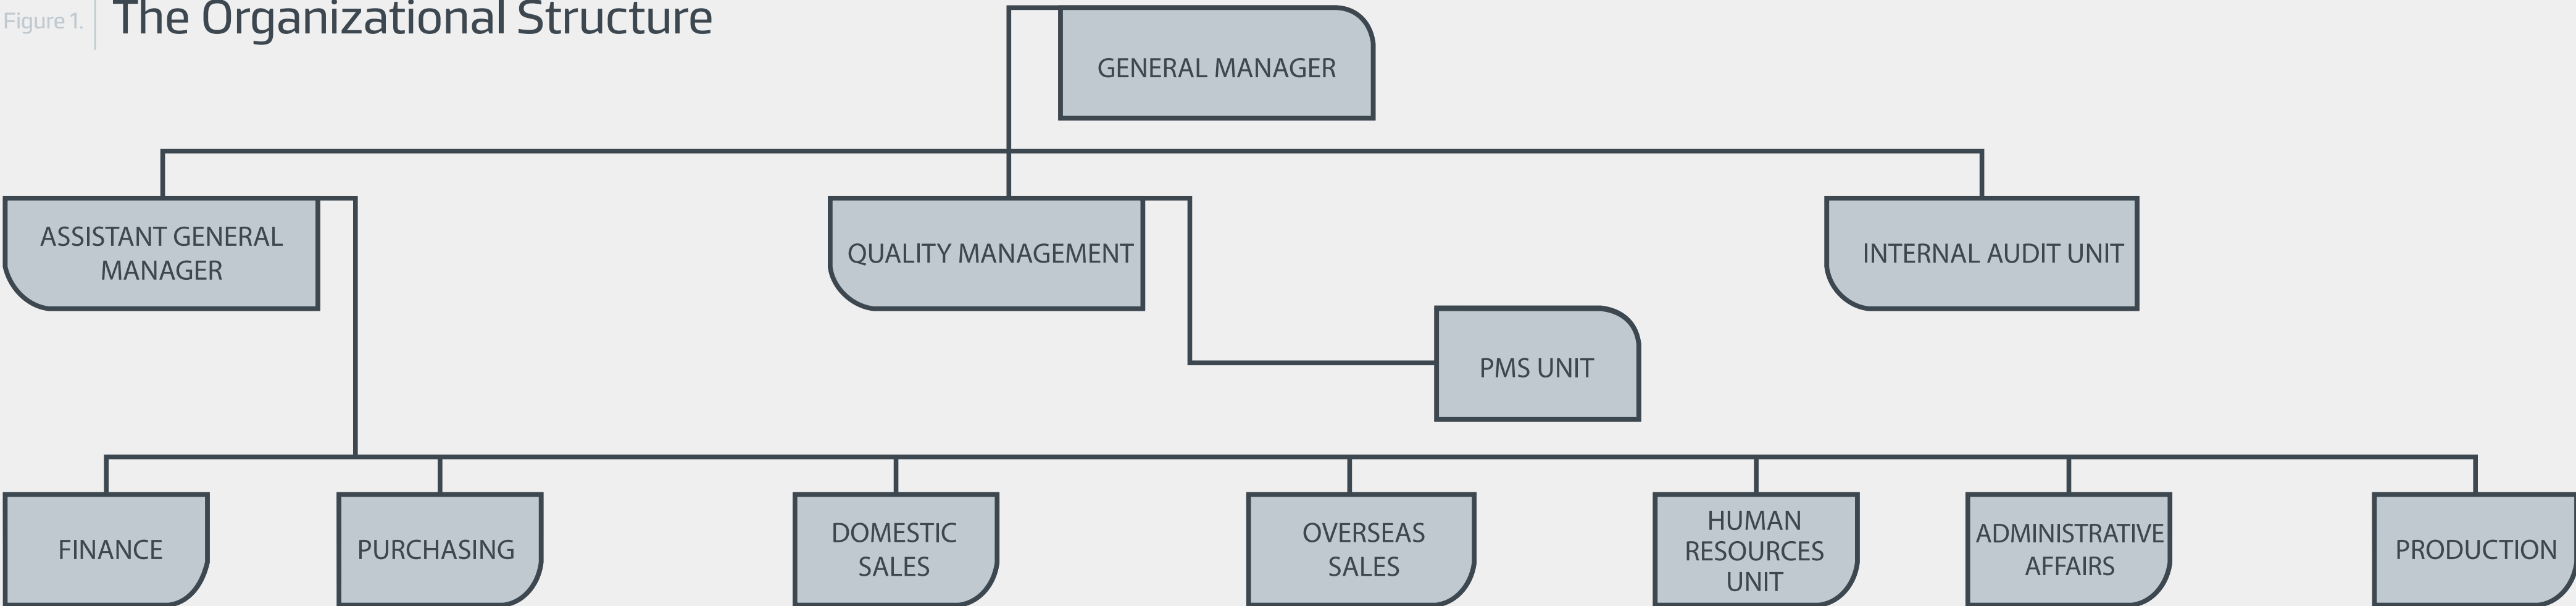 Figure 1.
The Organizational Structure
GENERAL MANAGER
ASSISTANT GENERAL
MANAGER
QUALITY MANAGEMENT
INTERNAL AUDIT UNIT
PMS UNIT
FINANCE
PURCHASING
DOMESTIC
SALES
OVERSEAS
SALES
HUMAN
RESOURCES
UNIT
ADMINISTRATIVE
AFFAIRS
PRODUCTION